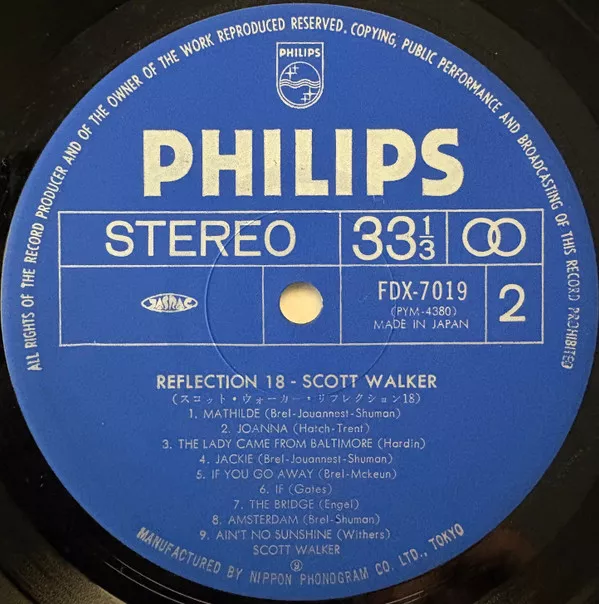 ALL RIGHTS OF THE RECORD PRODUCER AND OF THE OWNER OF THE WORK REPRODUCED RESERVED. COPYING, PUBLIC PERFORMANCE AND BROADCASTING OF THIS RECORD PROHIBITED
PHILIPS
PHILIPS
STEREO 33 1/3
JASRAC FDX-7019 2
(PYM-4380)
MADE IN JAPAN
REFLECTION 18 - SCOTT WALKER
(スコット・ウォーカー・リフレクション18)
1. MATHILDE (Brel-Jouannest-Shuman)
2. JOANNA (Hatch-Trent)
3. THE LADY CAME FROM BALTIMORE (Hardin)
4. JACKIE (Brel-Jouannest-Shuman)
5. IF YOU GO AWAY (Brel-Mckeun)
6. IF (Gates)
7. THE BRIDGE (Engel)
8. AMSTERDAM (Brel-Shuman)
9. AIN'T NO SUNSHINE (Withers)
SCOTT WALKER
Ⓟ
MANUFACTURED BY NIPPON PHONOGRAM CO. LTD., TOKYO